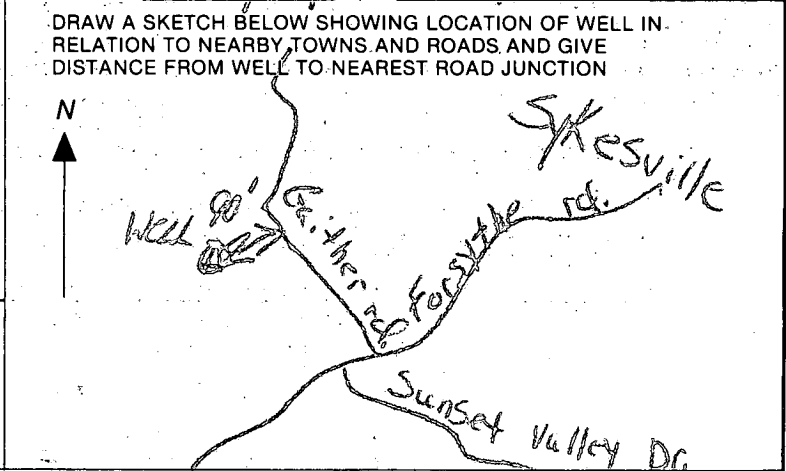 DRAW A SKETCH BELOW SHOWING LOCATION OF WELL IN
RELATION TO NEARBY TOWNS AND ROADS AND GIVE
DISTANCE FROM WELL TO NEAREST ROAD JUNCTION
N
Sykesville
Well 90'
Gaither rd.
Forsythe rd.
Sunset Valley Dr.